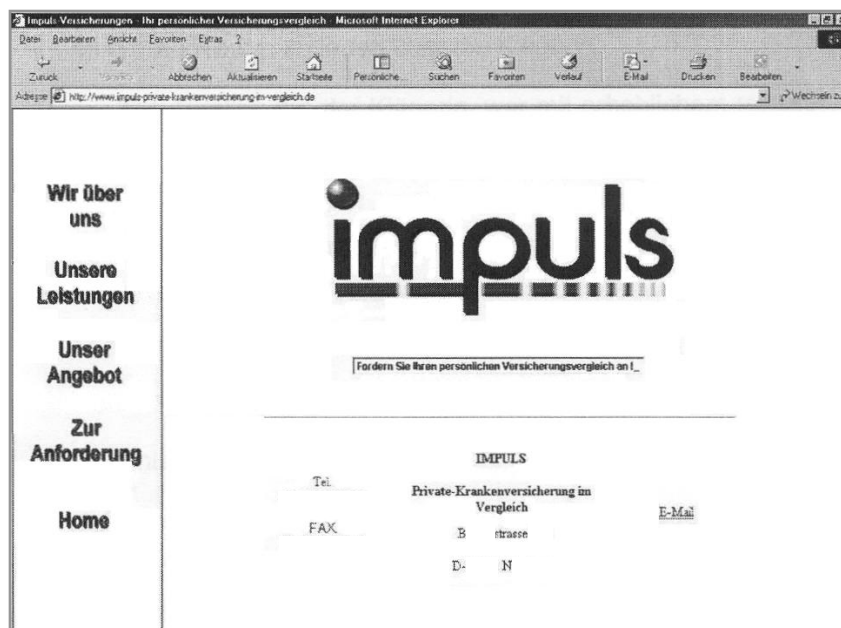 Impuls Versicherungen - Ihr persönlicher Versicherungsvergleich - Microsoft Internet Explorer
Datei Bearbeiten Ansicht Favoriten Extras ?
Zurück Vorwärts Abbrechen Aktualisieren Startseite Persönliche... Suchen Favoriten Verlauf E-Mail Drucken Bearbeiten
Adresse http://www.impuls-private-krankenversicherung-im-vergleich.de Wechseln zu
Wir über
uns
Unsere
Leistungen
Unser
Angebot
Zur
Anforderung
Home
impuls
Fordern Sie Ihren persönlichen Versicherungsvergleich an !_
IMPULS
Tel.
Private-Krankenversicherung im
Vergleich
E-Mail
FAX
B strasse
D- N